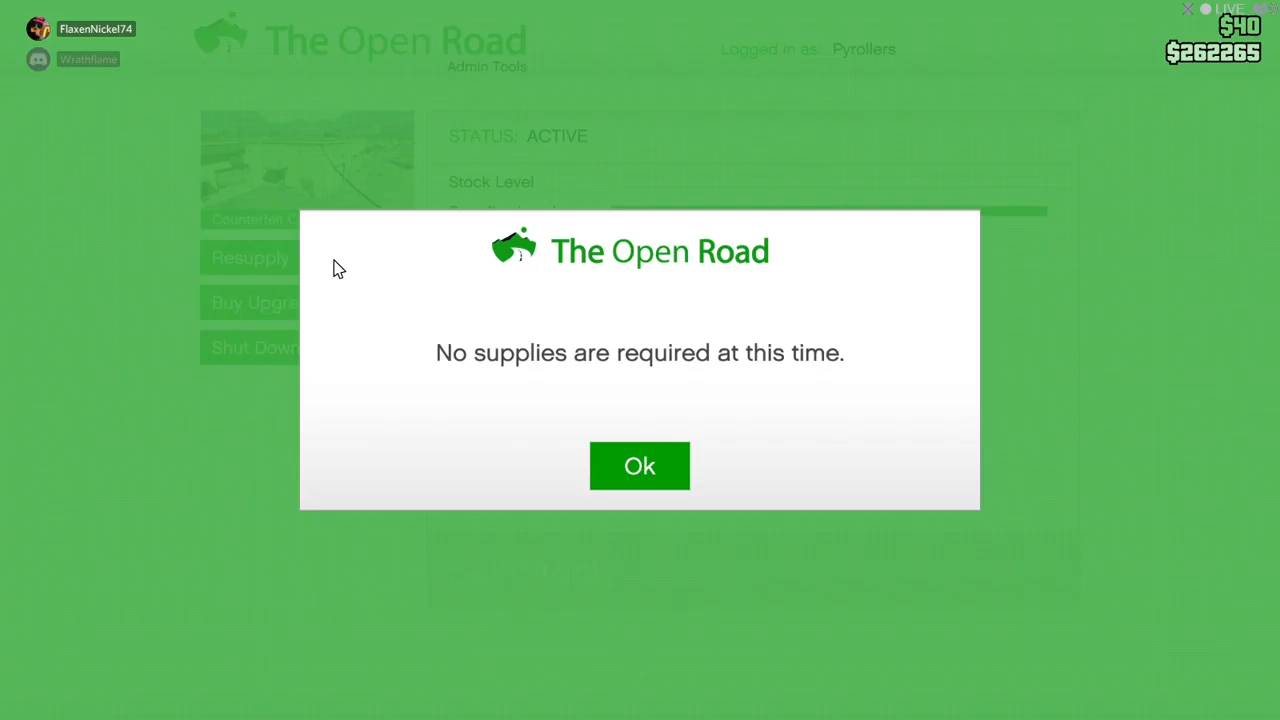 FlaxenNickel74
Wrathflame
The Open Road
Admin Tools
Logged in as: Pyrollers
LIVE
$40
$262265
STATUS: ACTIVE
Stock Level
Resupply
Buy Upgra
Shut Down
The Open Road
No supplies are required at this time.
Ok